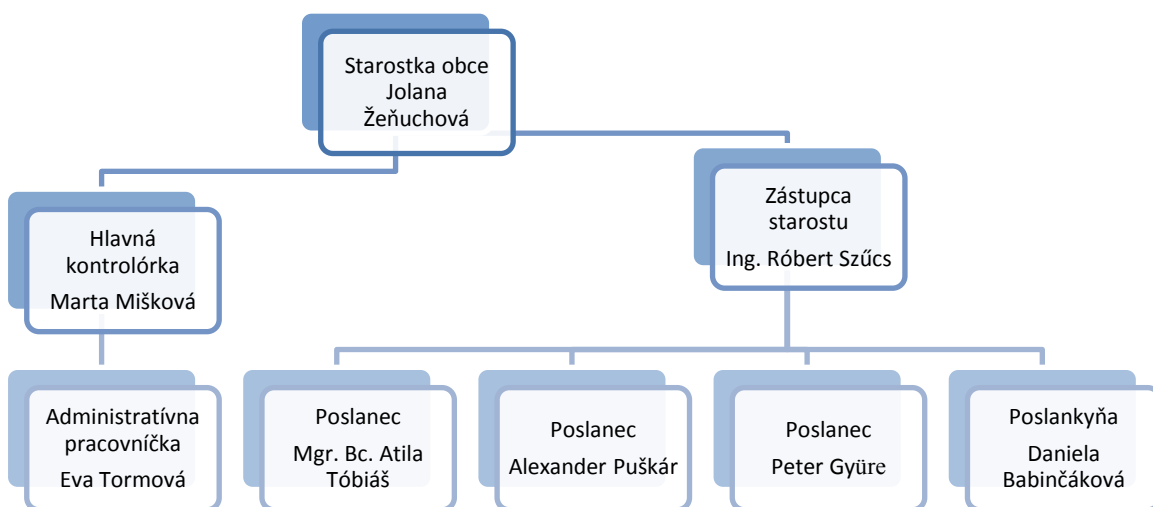 Starostka obce
Jolana
Žeňuchová
Zástupca
starostu
Ing. Róbert Szűcs
Hlavná
kontrolórka
Marta Mišková
Administratívna
pracovníčka
Eva Tormová
Poslanec
Mgr. Bc. Atila
Tóbiáš
Poslanec
Alexander Puškár
Poslanec
Peter Gyüre
Poslankyňa
Daniela
Babinčáková